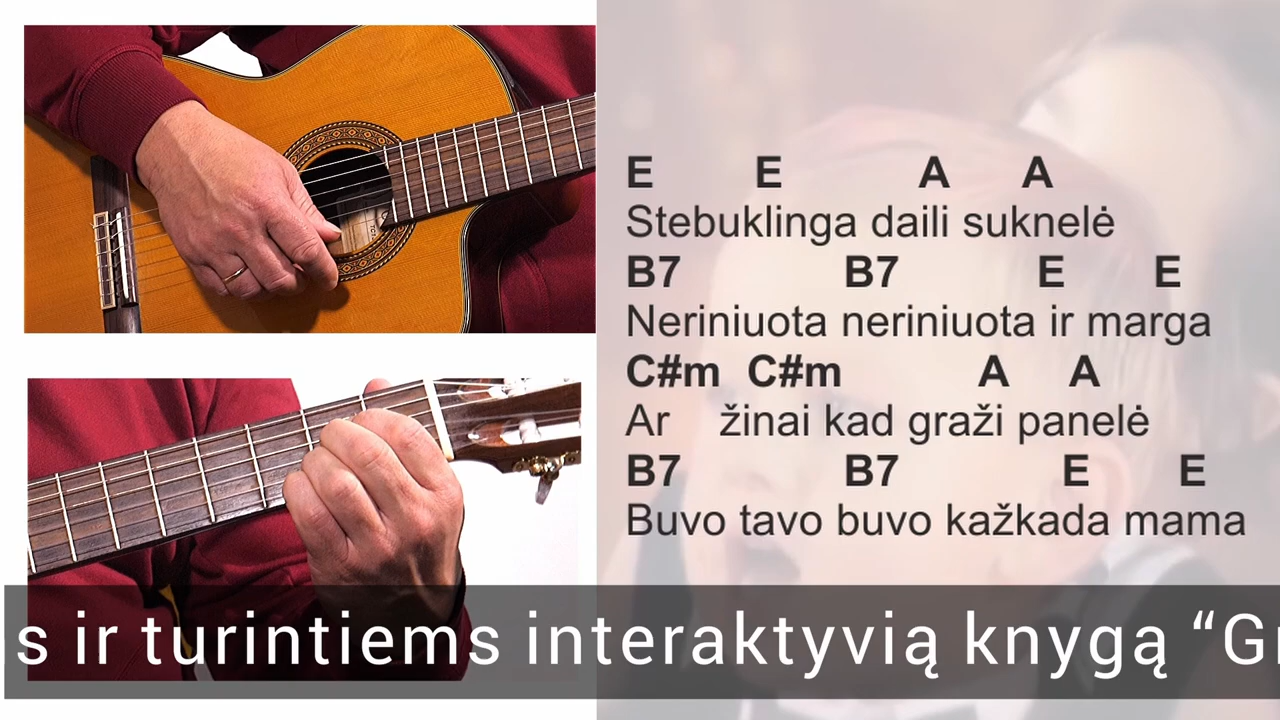 E E A A
Stebuklinga daili suknelė
B7 B7 E E
Neriniuota neriniuota ir marga
C#m C#m A A
Ar žinai kad graži panelė
B7 B7 E E
Buvo tavo buvo kažkada mama
s ir turintiems interaktyvią knygą “G